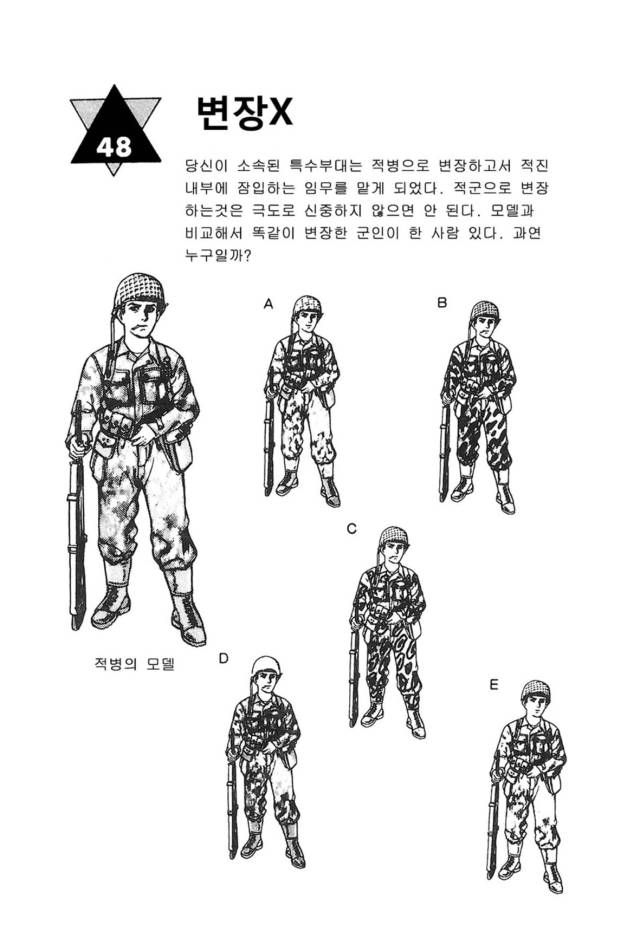 변장X
48
당신이 소속된 특수부대는 적병으로 변장하고서 적진
내부에 잠입하는 임무를 맡게 되었다. 적군으로 변장
하는것은 극도로 신중하지 않으면 안 된다. 모델과
비교해서 똑같이 변장한 군인이 한 사람 있다. 과연
누구일까?
A
B
C
적병의 모델
D
E